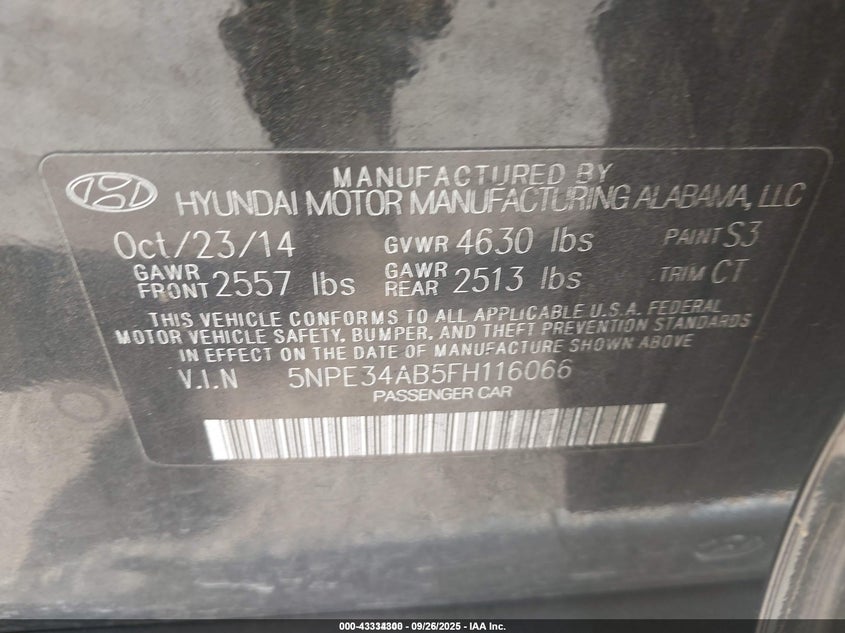 MANUFACTURED BY
HYUNDAI MOTOR MANUFACTURING ALABAMA, LLC
Oct/23/14 GVWR 4630 lbs PAINT S3
GAWR FRONT 2557 lbs GAWR REAR 2513 lbs TRIM CT
THIS VEHICLE CONFORMS TO ALL APPLICABLE U.S.A. FEDERAL
MOTOR VEHICLE SAFETY, BUMPER, AND THEFT PREVENTION STANDARDS
IN EFFECT ON THE DATE OF MANUFACTURE SHOWN ABOVE
V.I.N 5NPE34AB5FH116066
PASSENGER CAR
09/26/2025 - IAA Inc.